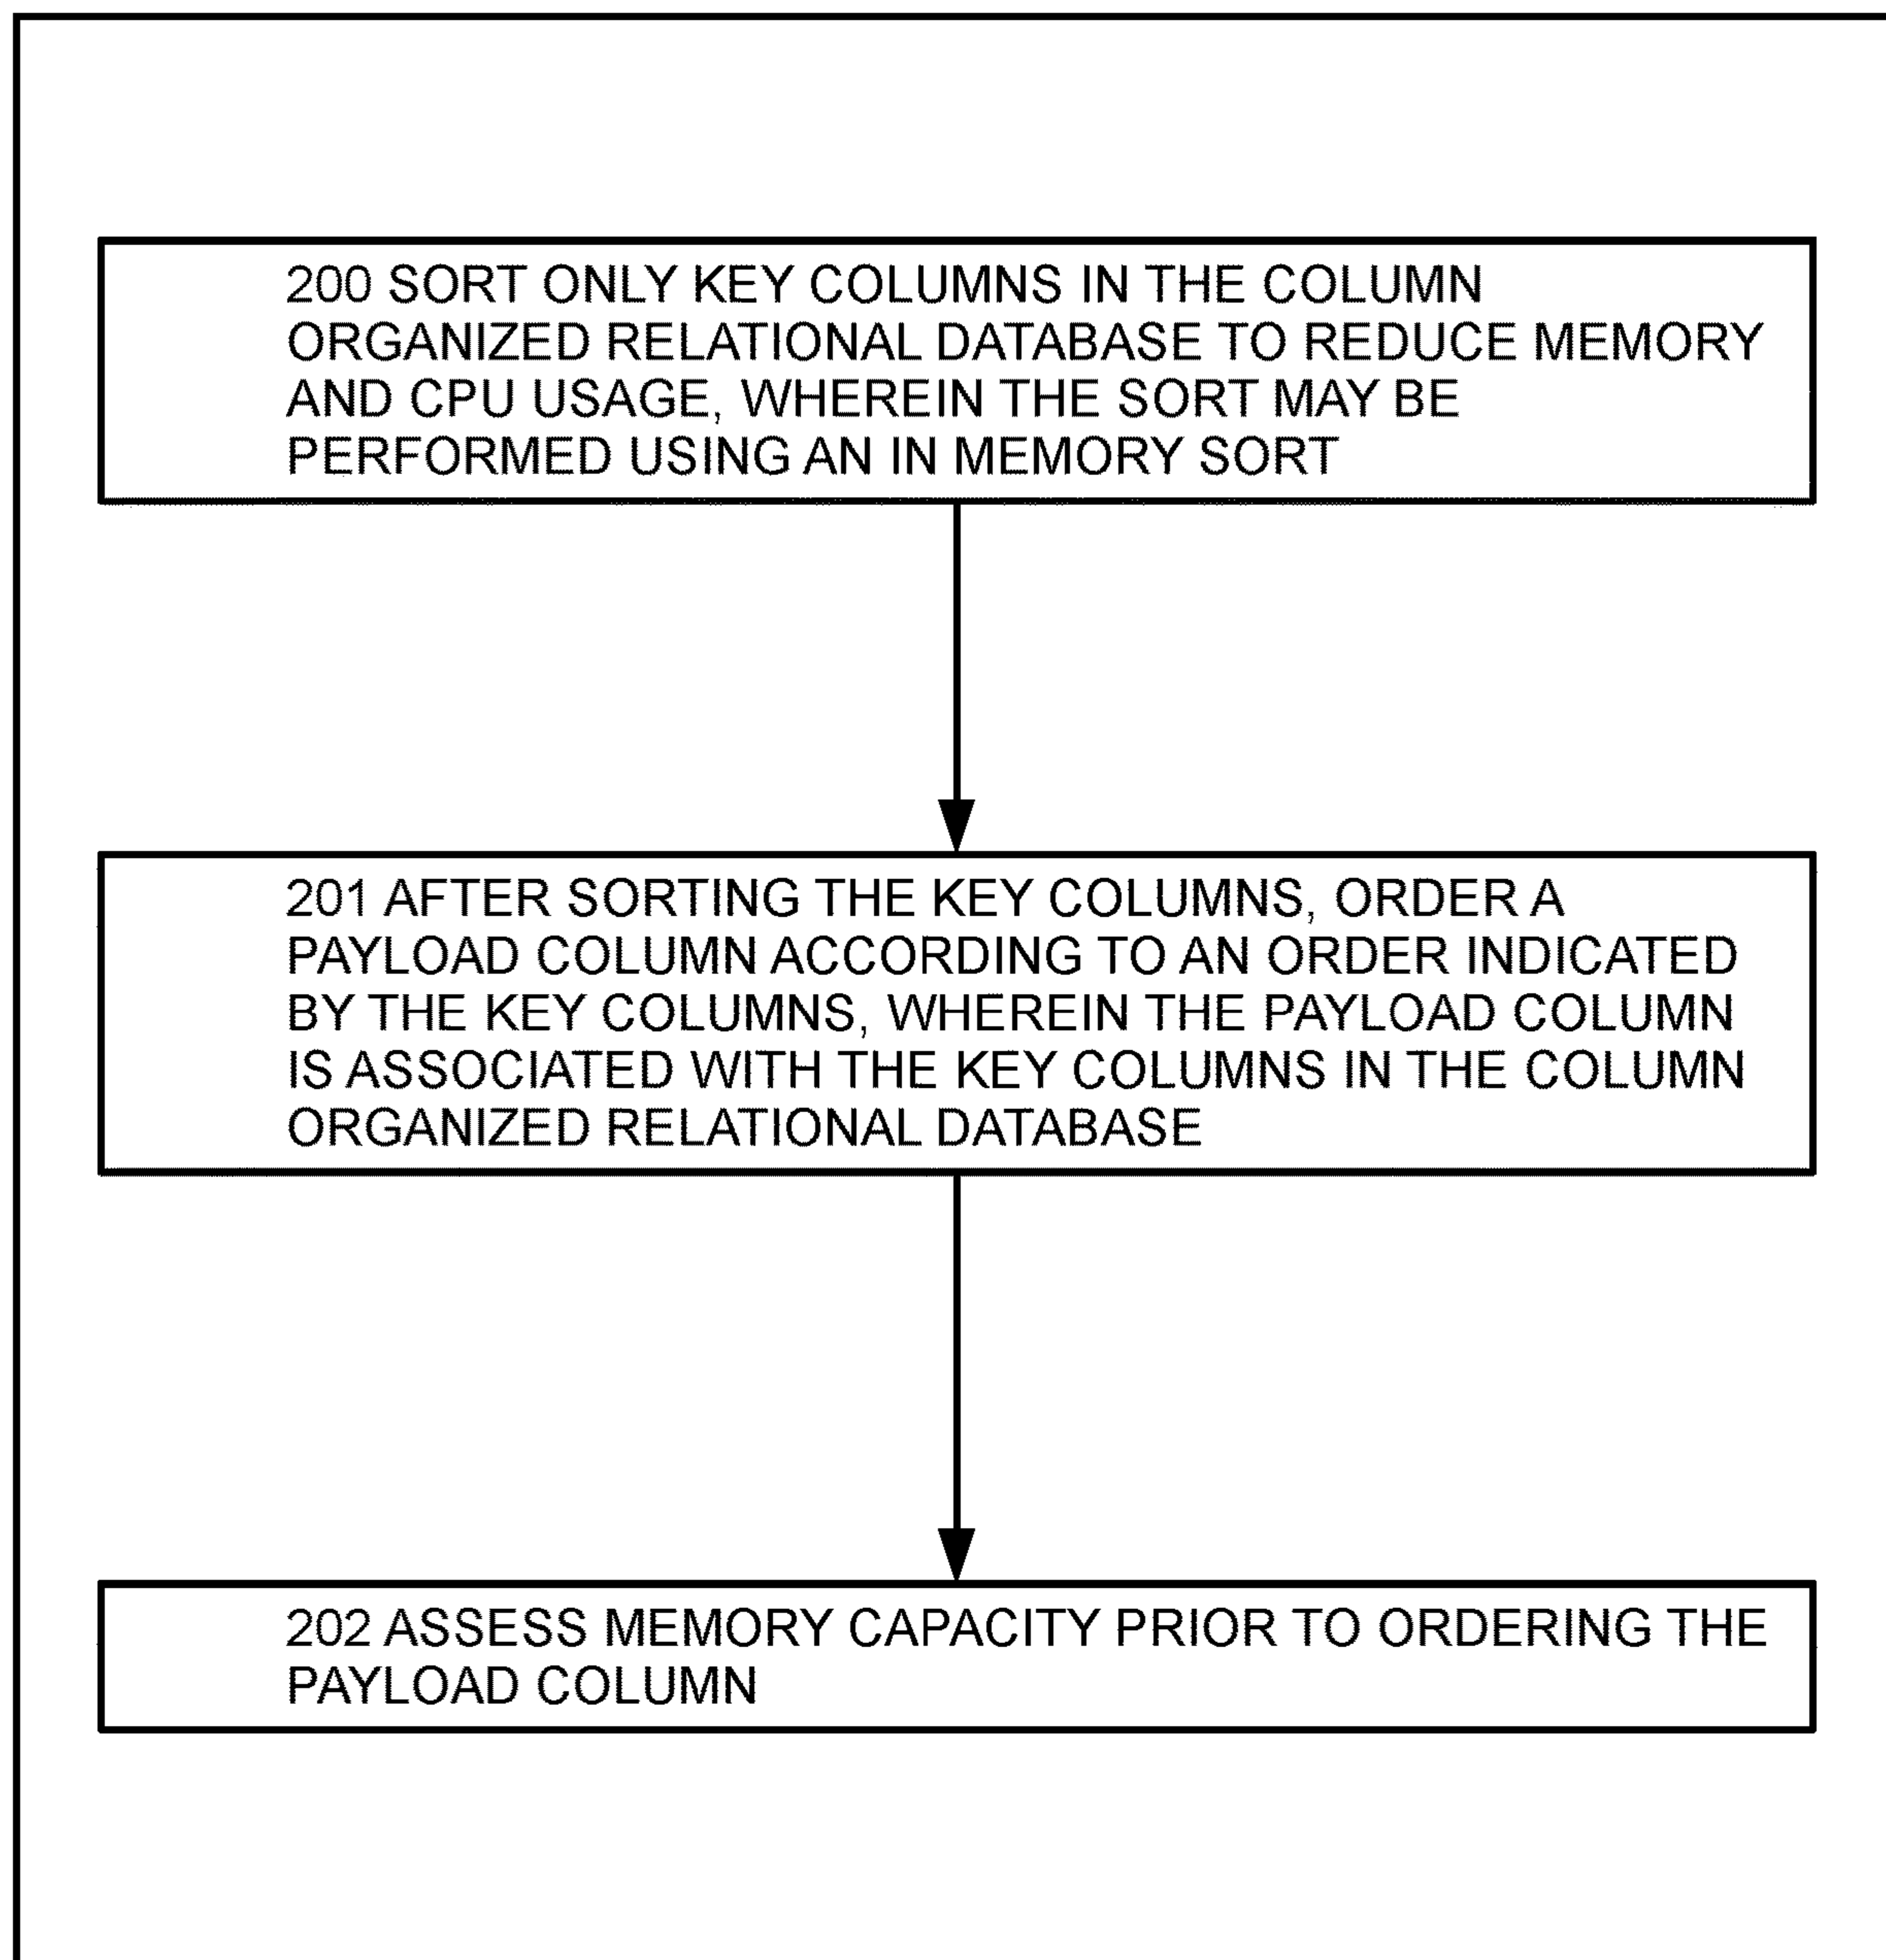 200 SORT ONLY KEY COLUMNS IN THE COLUMN
ORGANIZED RELATIONAL DATABASE TO REDUCE MEMORY
AND CPU USAGE, WHEREIN THE SORT MAY BE
PERFORMED USING AN IN MEMORY SORT
201 AFTER SORTING THE KEY COLUMNS, ORDER A
PAYLOAD COLUMN ACCORDING TO AN ORDER INDICATED
BY THE KEY COLUMNS, WHEREIN THE PAYLOAD COLUMN
IS ASSOCIATED WITH THE KEY COLUMNS IN THE COLUMN
ORGANIZED RELATIONAL DATABASE
202 ASSESS MEMORY CAPACITY PRIOR TO ORDERING THE
PAYLOAD COLUMN